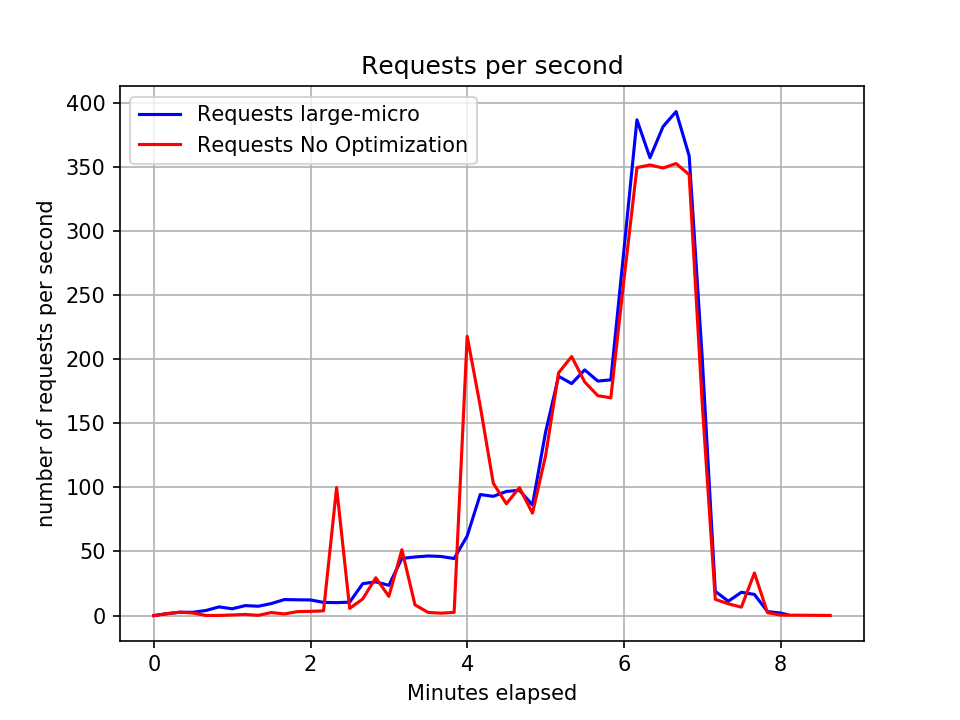 Requests per second
Requests large-micro
Requests No Optimization
number of requests per second
400
350
300
250
200
150
100
50
0
0 2 4 6 8
Minutes elapsed